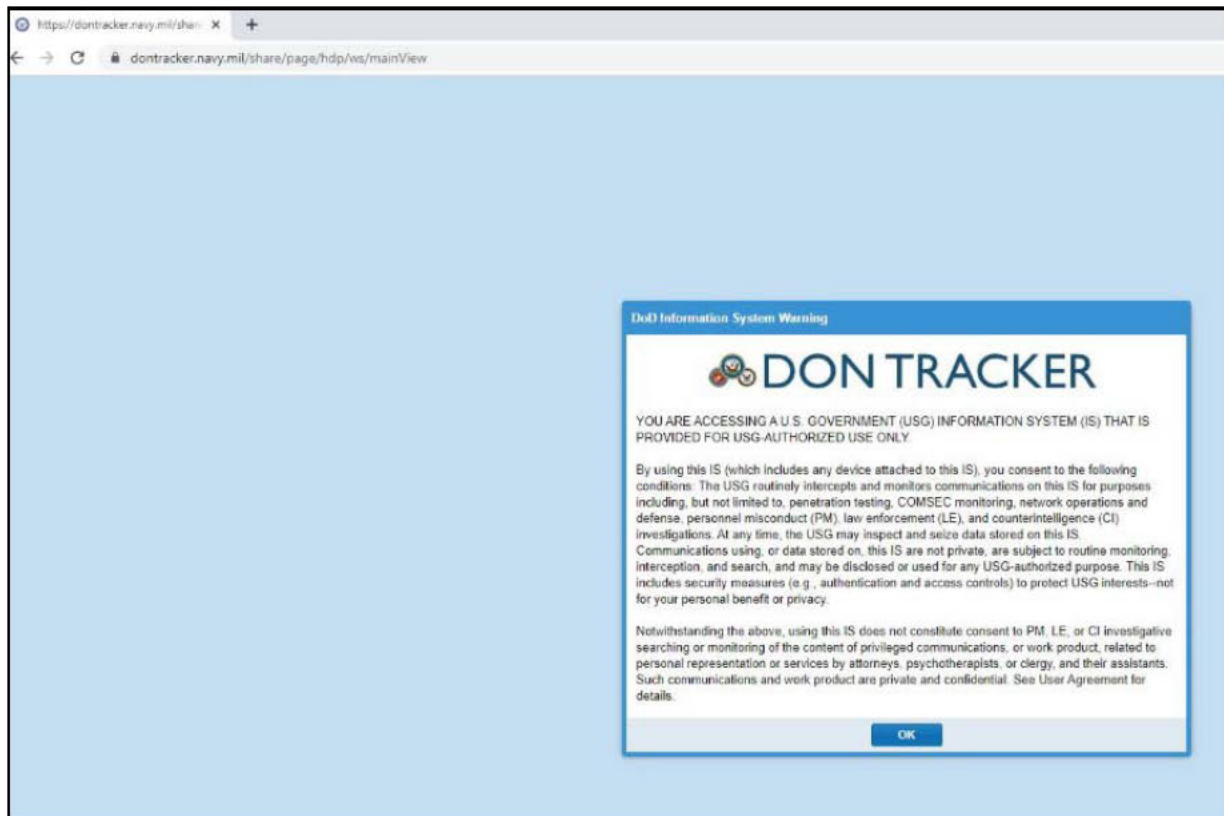 https://dontracker.navy.mil/shar
dontracker.navy.mil/share/page/hdp/ws/mainView
DoD Information System Warning
DON TRACKER
YOU ARE ACCESSING A U.S. GOVERNMENT (USG) INFORMATION SYSTEM (IS) THAT IS
PROVIDED FOR USG-AUTHORIZED USE ONLY.
By using this IS (which includes any device attached to this IS), you consent to the following
conditions: The USG routinely intercepts and monitors communications on this IS for purposes
including, but not limited to, penetration testing, COMSEC monitoring, network operations and
defense, personnel misconduct (PM), law enforcement (LE), and counterintelligence (CI)
investigations. At any time, the USG may inspect and seize data stored on this IS.
Communications using, or data stored on, this IS are not private, are subject to routine monitoring,
interception, and search, and may be disclosed or used for any USG-authorized purpose. This IS
includes security measures (e.g., authentication and access controls) to protect USG interests--not
for your personal benefit or privacy.
Notwithstanding the above, using this IS does not constitute consent to PM, LE, or CI investigative
searching or monitoring of the content of privileged communications, or work product, related to
personal representation or services by attorneys, psychotherapists, or clergy, and their assistants.
Such communications and work product are private and confidential. See User Agreement for
details.
OK